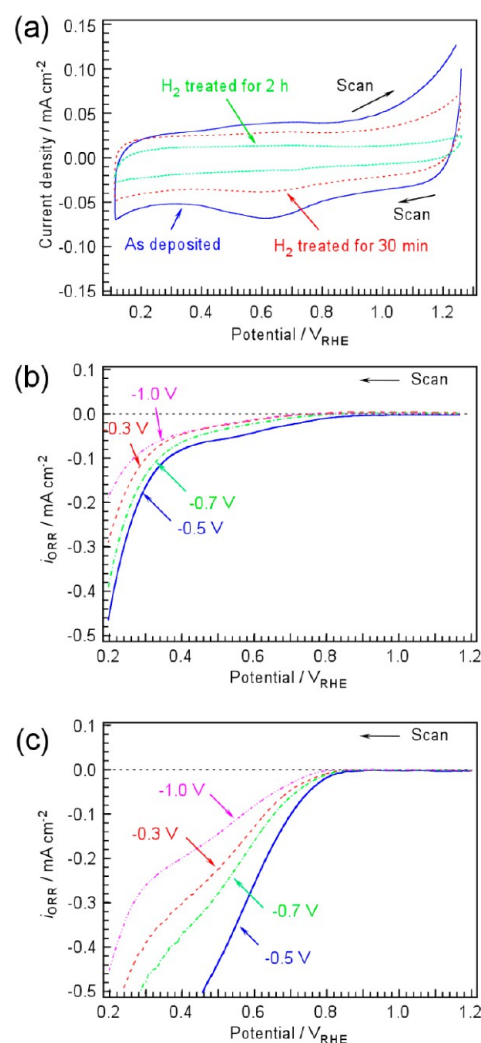 (a)
Current density / mA cm-2
0.15
0.10
0.05
0.00
-0.05
-0.10
-0.15
H2 treated for 2 h
Scan
Scan
As deposited
H2 treated for 30 min
0.2 0.4 0.6 0.8 1.0 1.2
Potential / VRHE
(b)
iORR / mA cm-2
0.1
0.0
-0.1
-0.2
-0.3
-0.4
-0.5
Scan
-1.0 V
-0.3 V
-0.7 V
-0.5 V
0.2 0.4 0.6 0.8 1.0 1.2
Potential / VRHE
(c)
iORR / mA cm-2
0.1
0.0
-0.1
-0.2
-0.3
-0.4
-0.5
Scan
-1.0 V
-0.3 V
-0.7 V
-0.5 V
0.2 0.4 0.6 0.8 1.0 1.2
Potential / VRHE